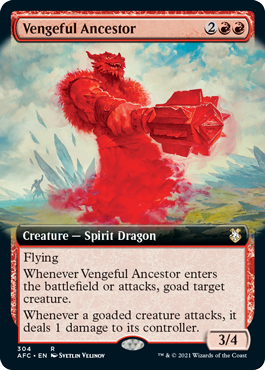 Vengeful Ancestor 2
Creature — Spirit Dragon
Flying
Whenever Vengeful Ancestor enters
the battlefield or attacks, goad target
creature.
Whenever a goaded creature attacks, it
deals 1 damage to its controller.
3/4
304 R
AFC • EN SVETLIN VELINOV ™ & © 2021 Wizards of the Coast